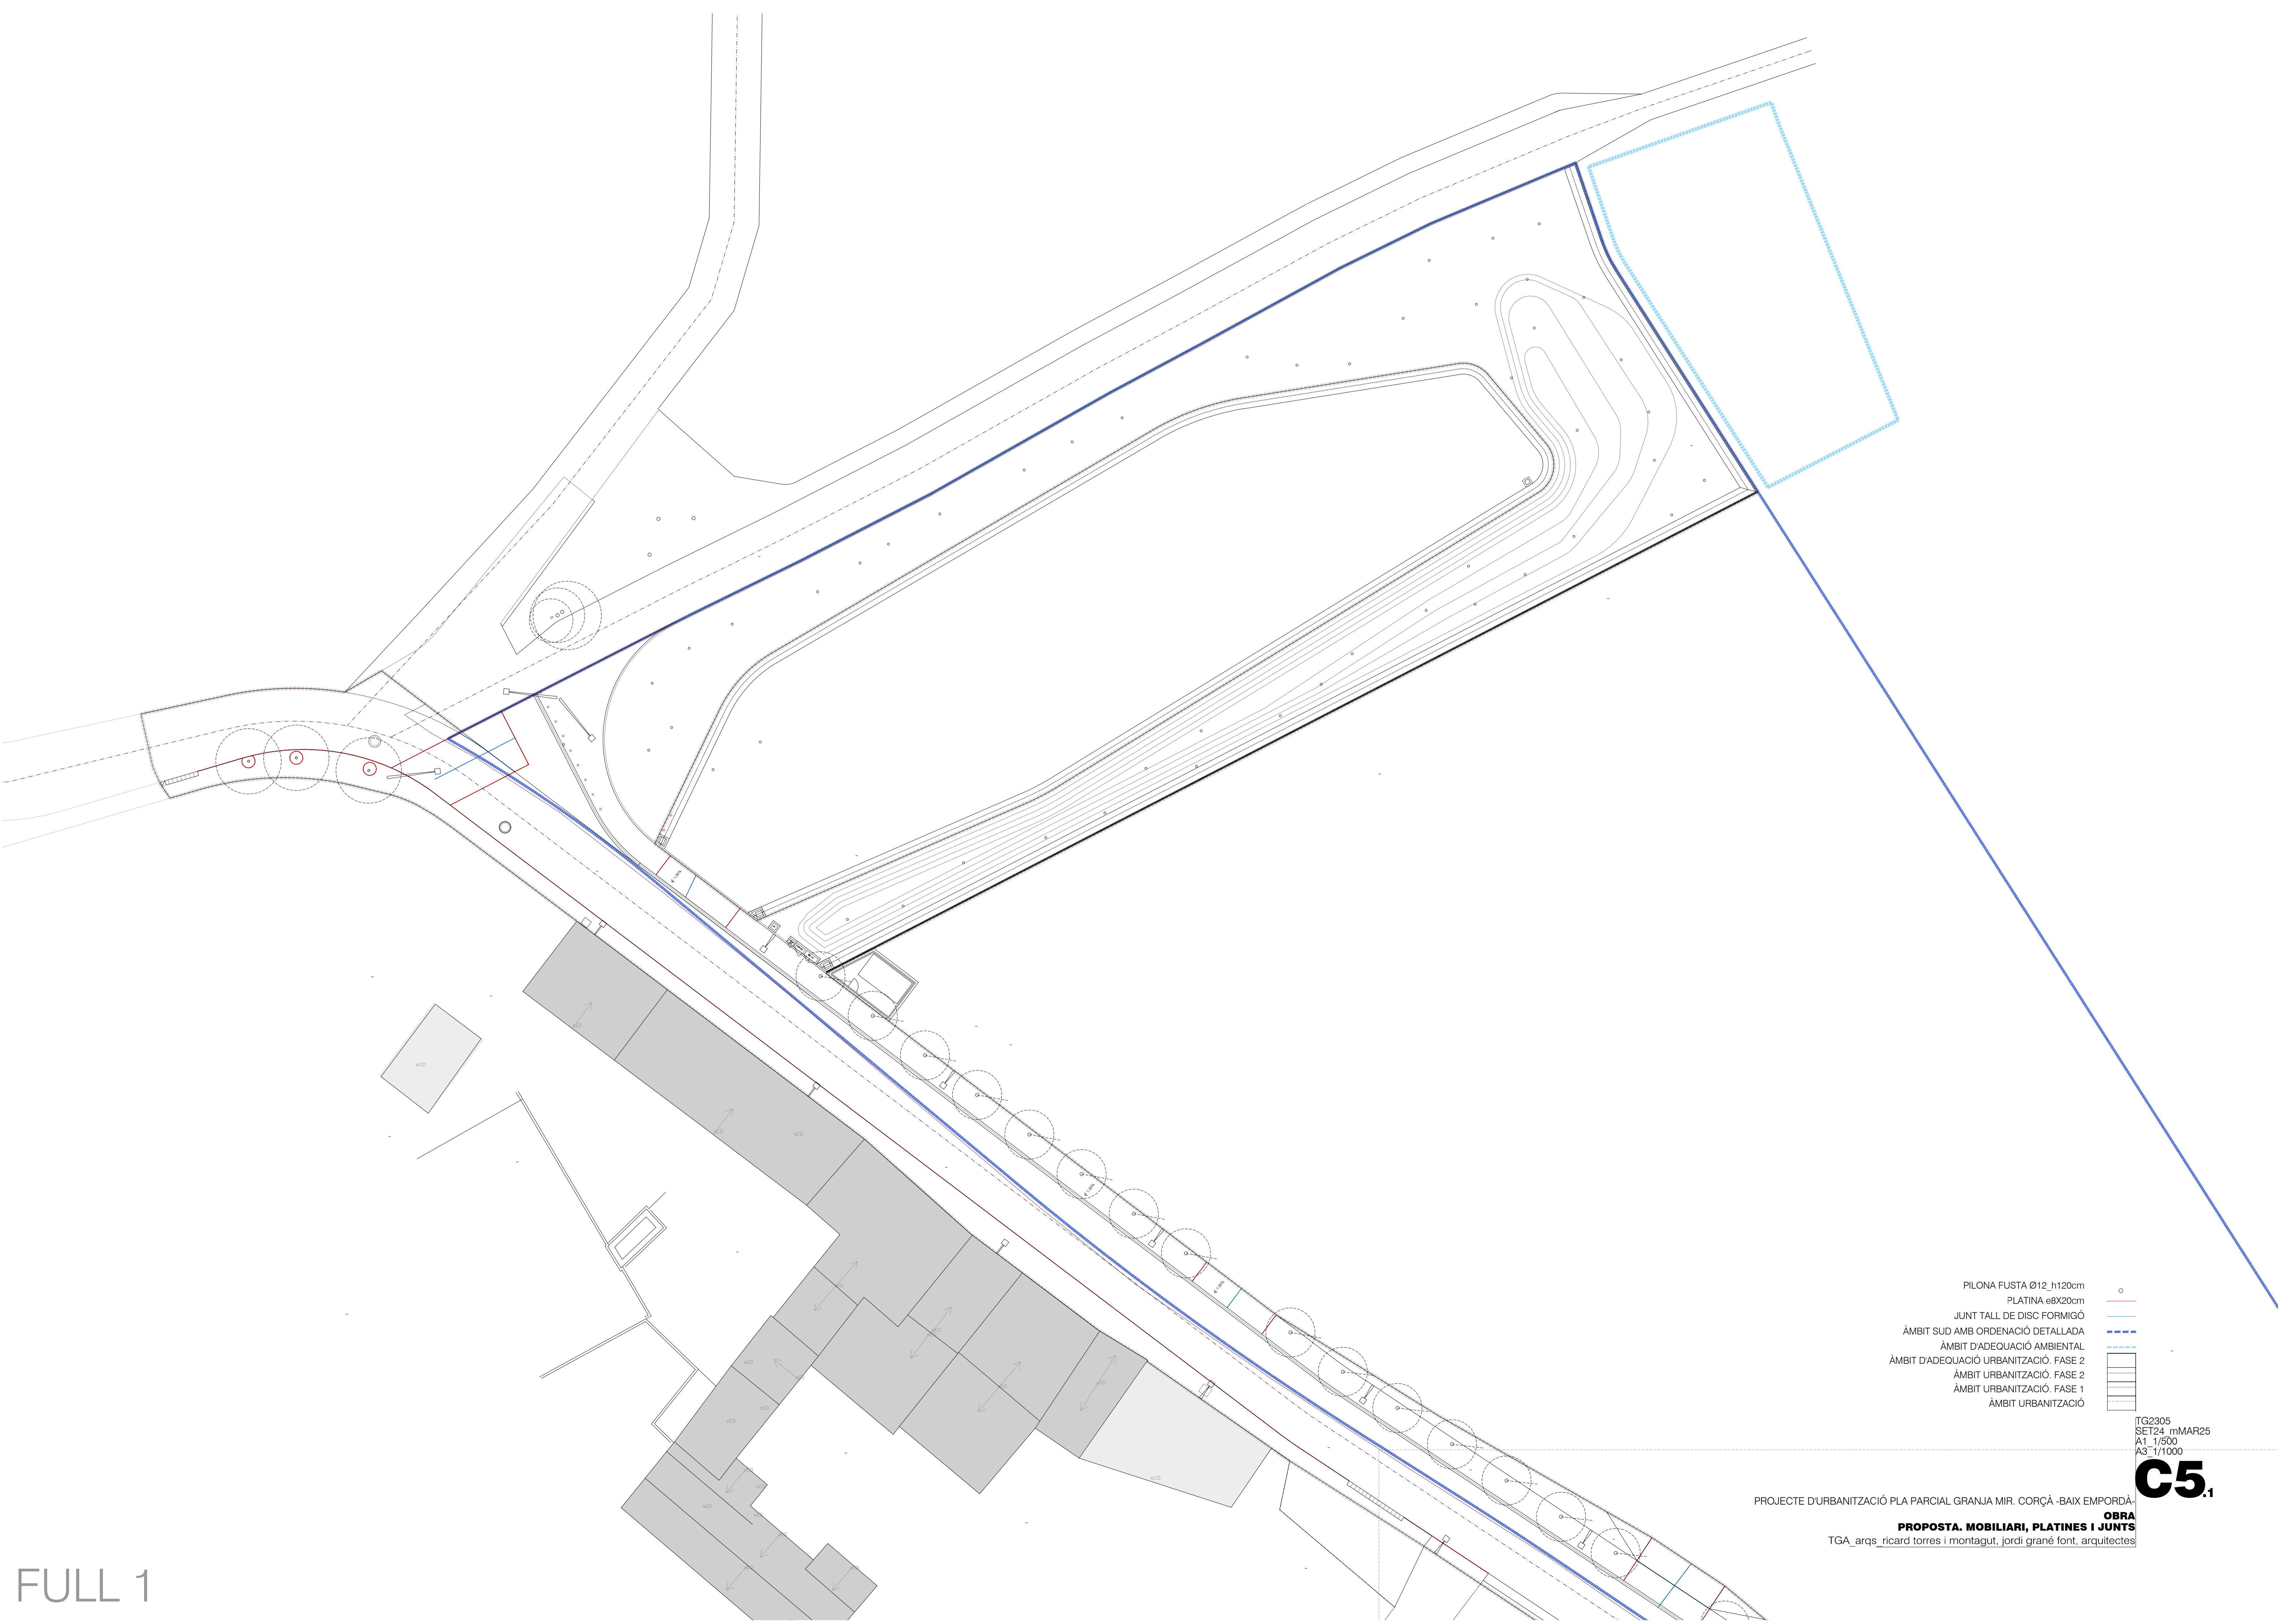 PILONA FUSTA Ø12_h120cm
PLATINA e8X20cm
JUNT TALL DE DISC FORMIGÓ
ÀMBIT SUD AMB ORDENACIÓ DETALLADA
ÀMBIT D'ADEQUACIÓ AMBIENTAL
ÀMBIT D'ADEQUACIÓ URBANITZACIÓ. FASE 2
ÀMBIT URBANITZACIÓ. FASE 2
ÀMBIT URBANITZACIÓ. FASE 1
ÀMBIT URBANITZACIÓ
TG2305
SET24_mMAR25
A1_1/500
A3_1/1000
C5.1
PROJECTE D'URBANITZACIÓ PLA PARCIAL GRANJA MIR. CORÇÀ -BAIX EMPORDÀ-
OBRA
PROPOSTA. MOBILIARI, PLATINES I JUNTS
TGA_arqs_ricard torres i montagut, jordi grané font, arquitectes
FULL 1